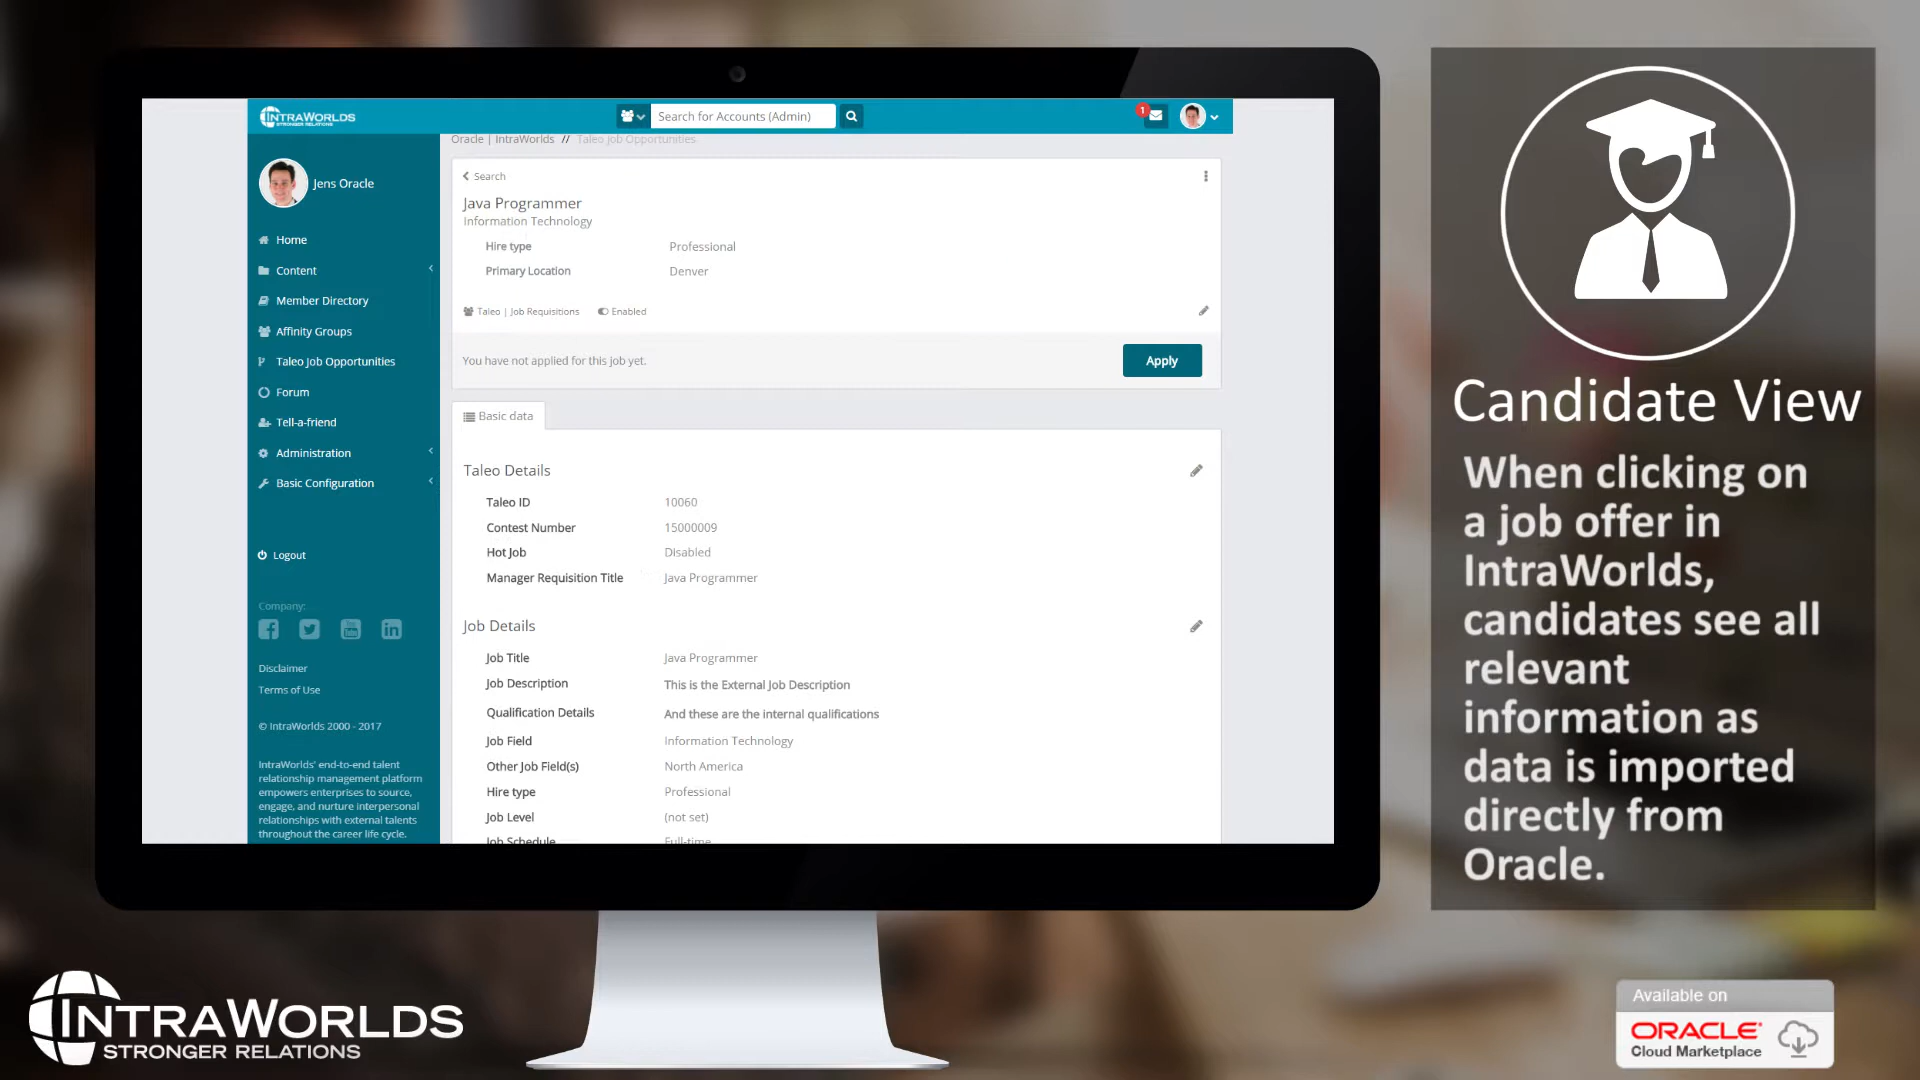 INTRAWORLDS
STRONGER RELATIONS
Search for Accounts (Admin)
1
Jens Oracle
Home
Content
Member Directory
Affinity Groups
Taleo Job Opportunities
Forum
Tell-a-friend
Administration
Basic Configuration
Logout
Company:
Disclaimer
Terms of Use
© IntraWorlds 2000 - 2017
IntraWorlds' end-to-end talent
relationship management platform
empowers enterprises to source,
engage, and nurture interpersonal
relationships with external talents
throughout the career life cycle.
Oracle | IntraWorlds // Taleo Job Opportunities
Search
Java Programmer
Information Technology
Hire type Professional
Primary Location Denver
Taleo | Job Requisitions Enabled
You have not applied for this job yet. Apply
Basic data
Taleo Details
Taleo ID 10060
Contest Number 15000009
Hot Job Disabled
Manager Requisition Title Java Programmer
Job Details
Job Title Java Programmer
Job Description This is the External Job Description
Qualification Details And these are the internal qualifications
Job Field Information Technology
Other Job Field(s) North America
Hire type Professional
Job Level (not set)
Job Schedule Full-time
Candidate View
When clicking on
a job offer in
IntraWorlds,
candidates see all
relevant
information as
data is imported
directly from
Oracle.
INTRAWORLDS
STRONGER RELATIONS
Available on
ORACLE
Cloud Marketplace